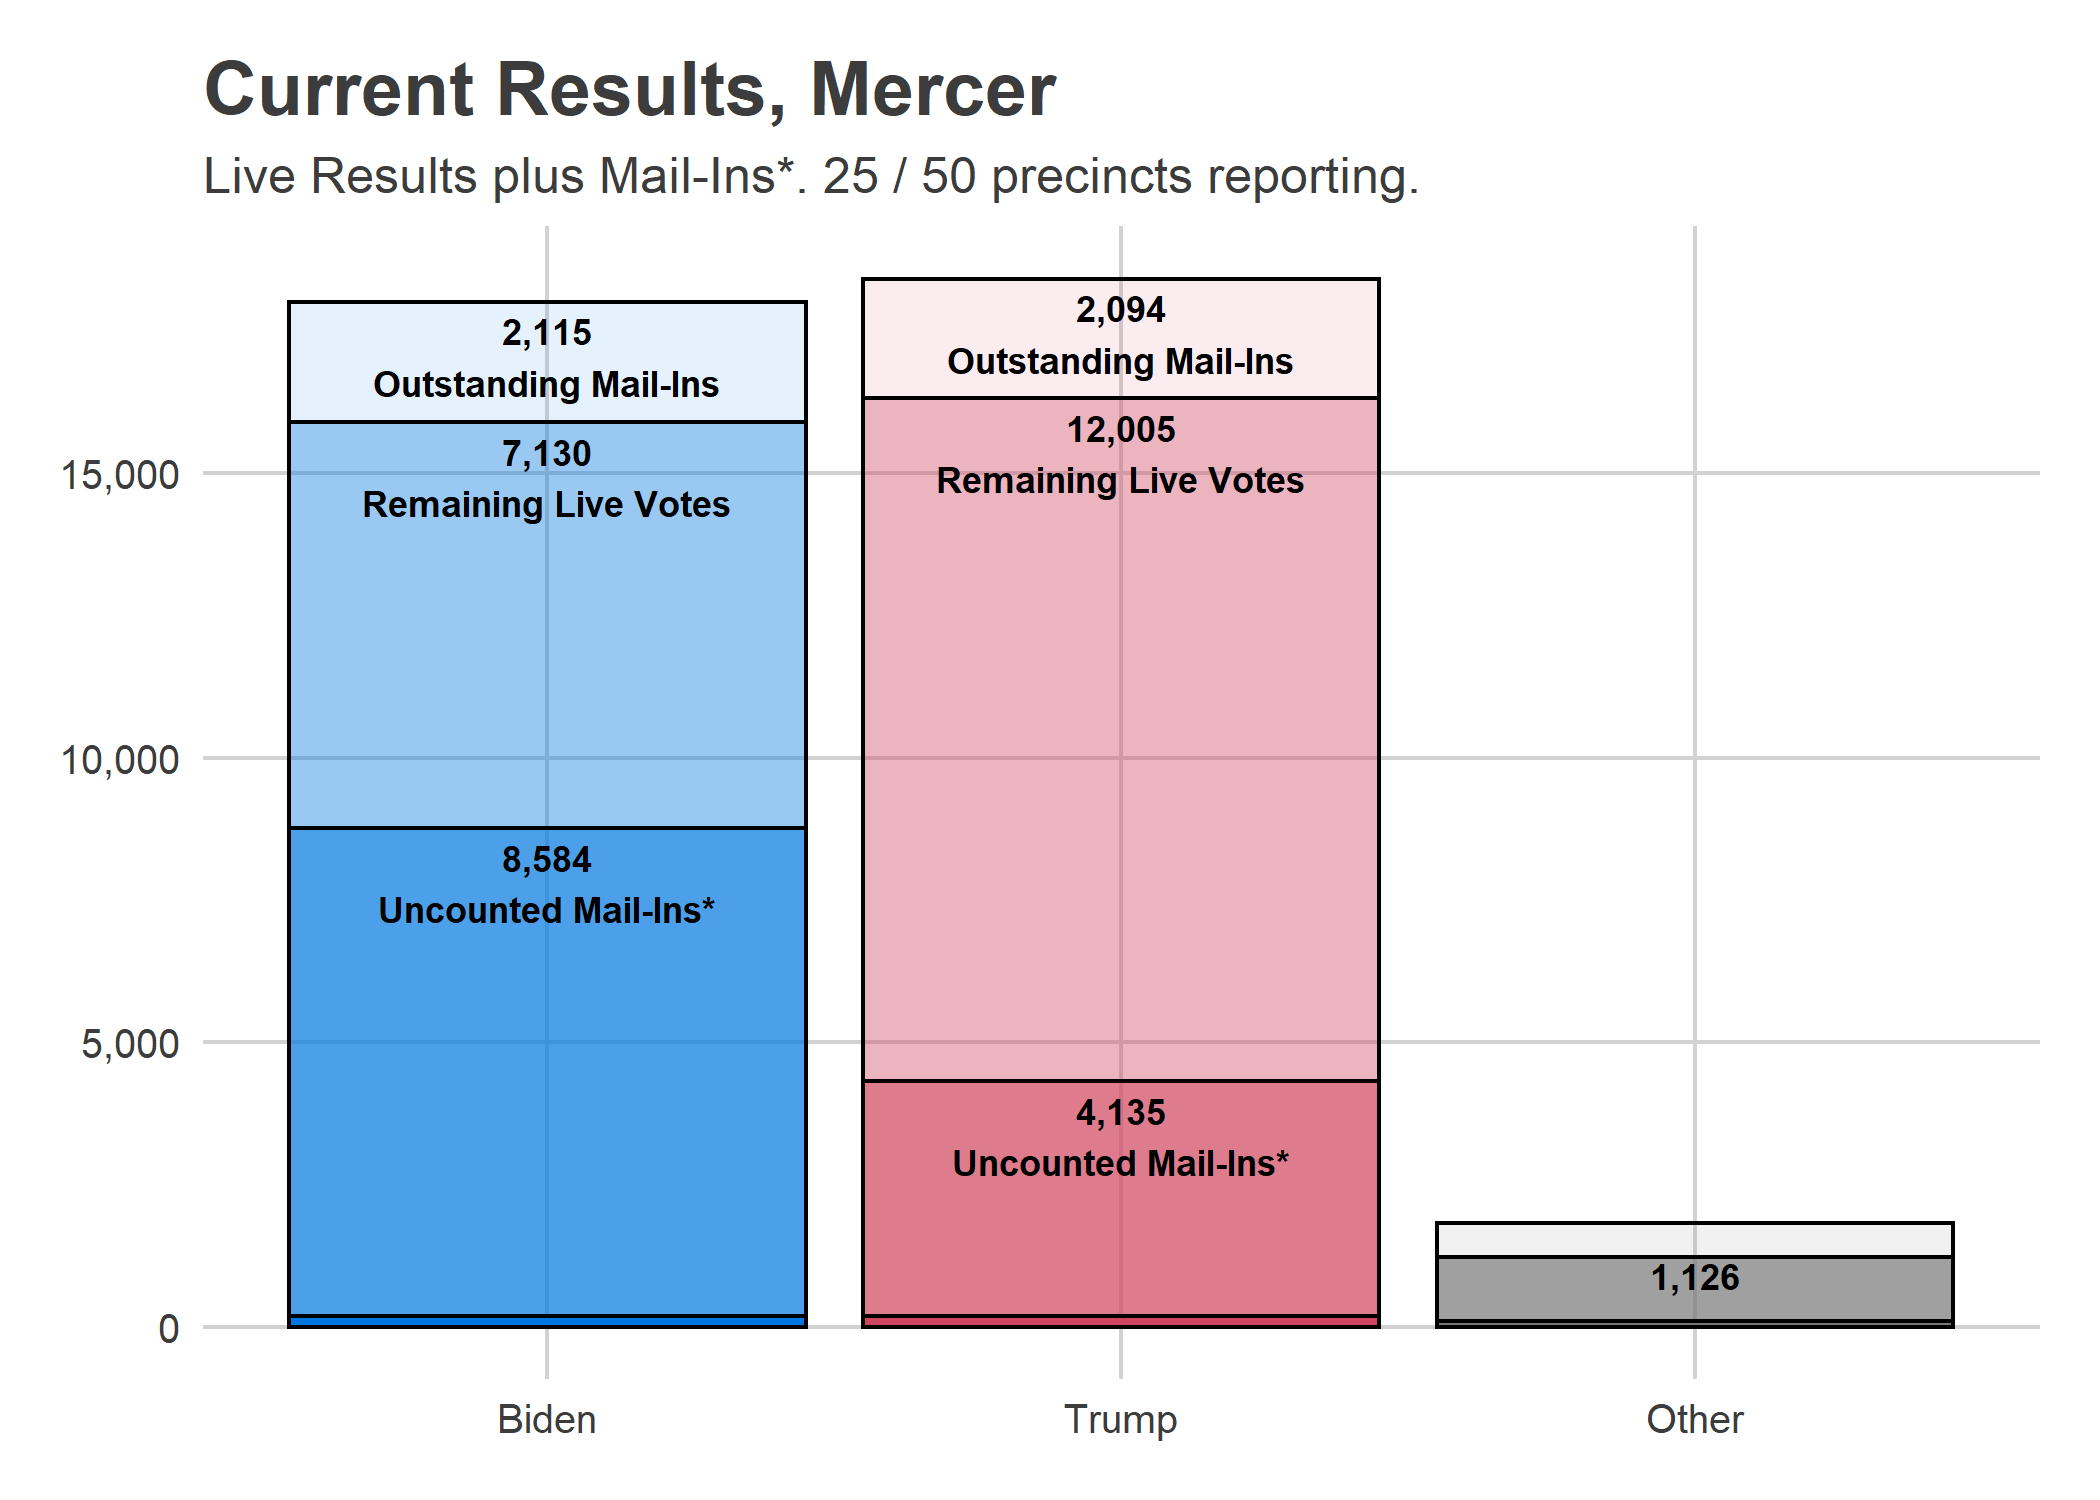 Current Results, Mercer
Live Results plus Mail-Ins*. 25 / 50 precincts reporting.
2,115
Outstanding Mail-Ins
7,130
Remaining Live Votes
8,584
Uncounted Mail-Ins*
2,094
Outstanding Mail-Ins
12,005
Remaining Live Votes
4,135
Uncounted Mail-Ins*
1,126
15,000
10,000
5,000
0
Biden
Trump
Other